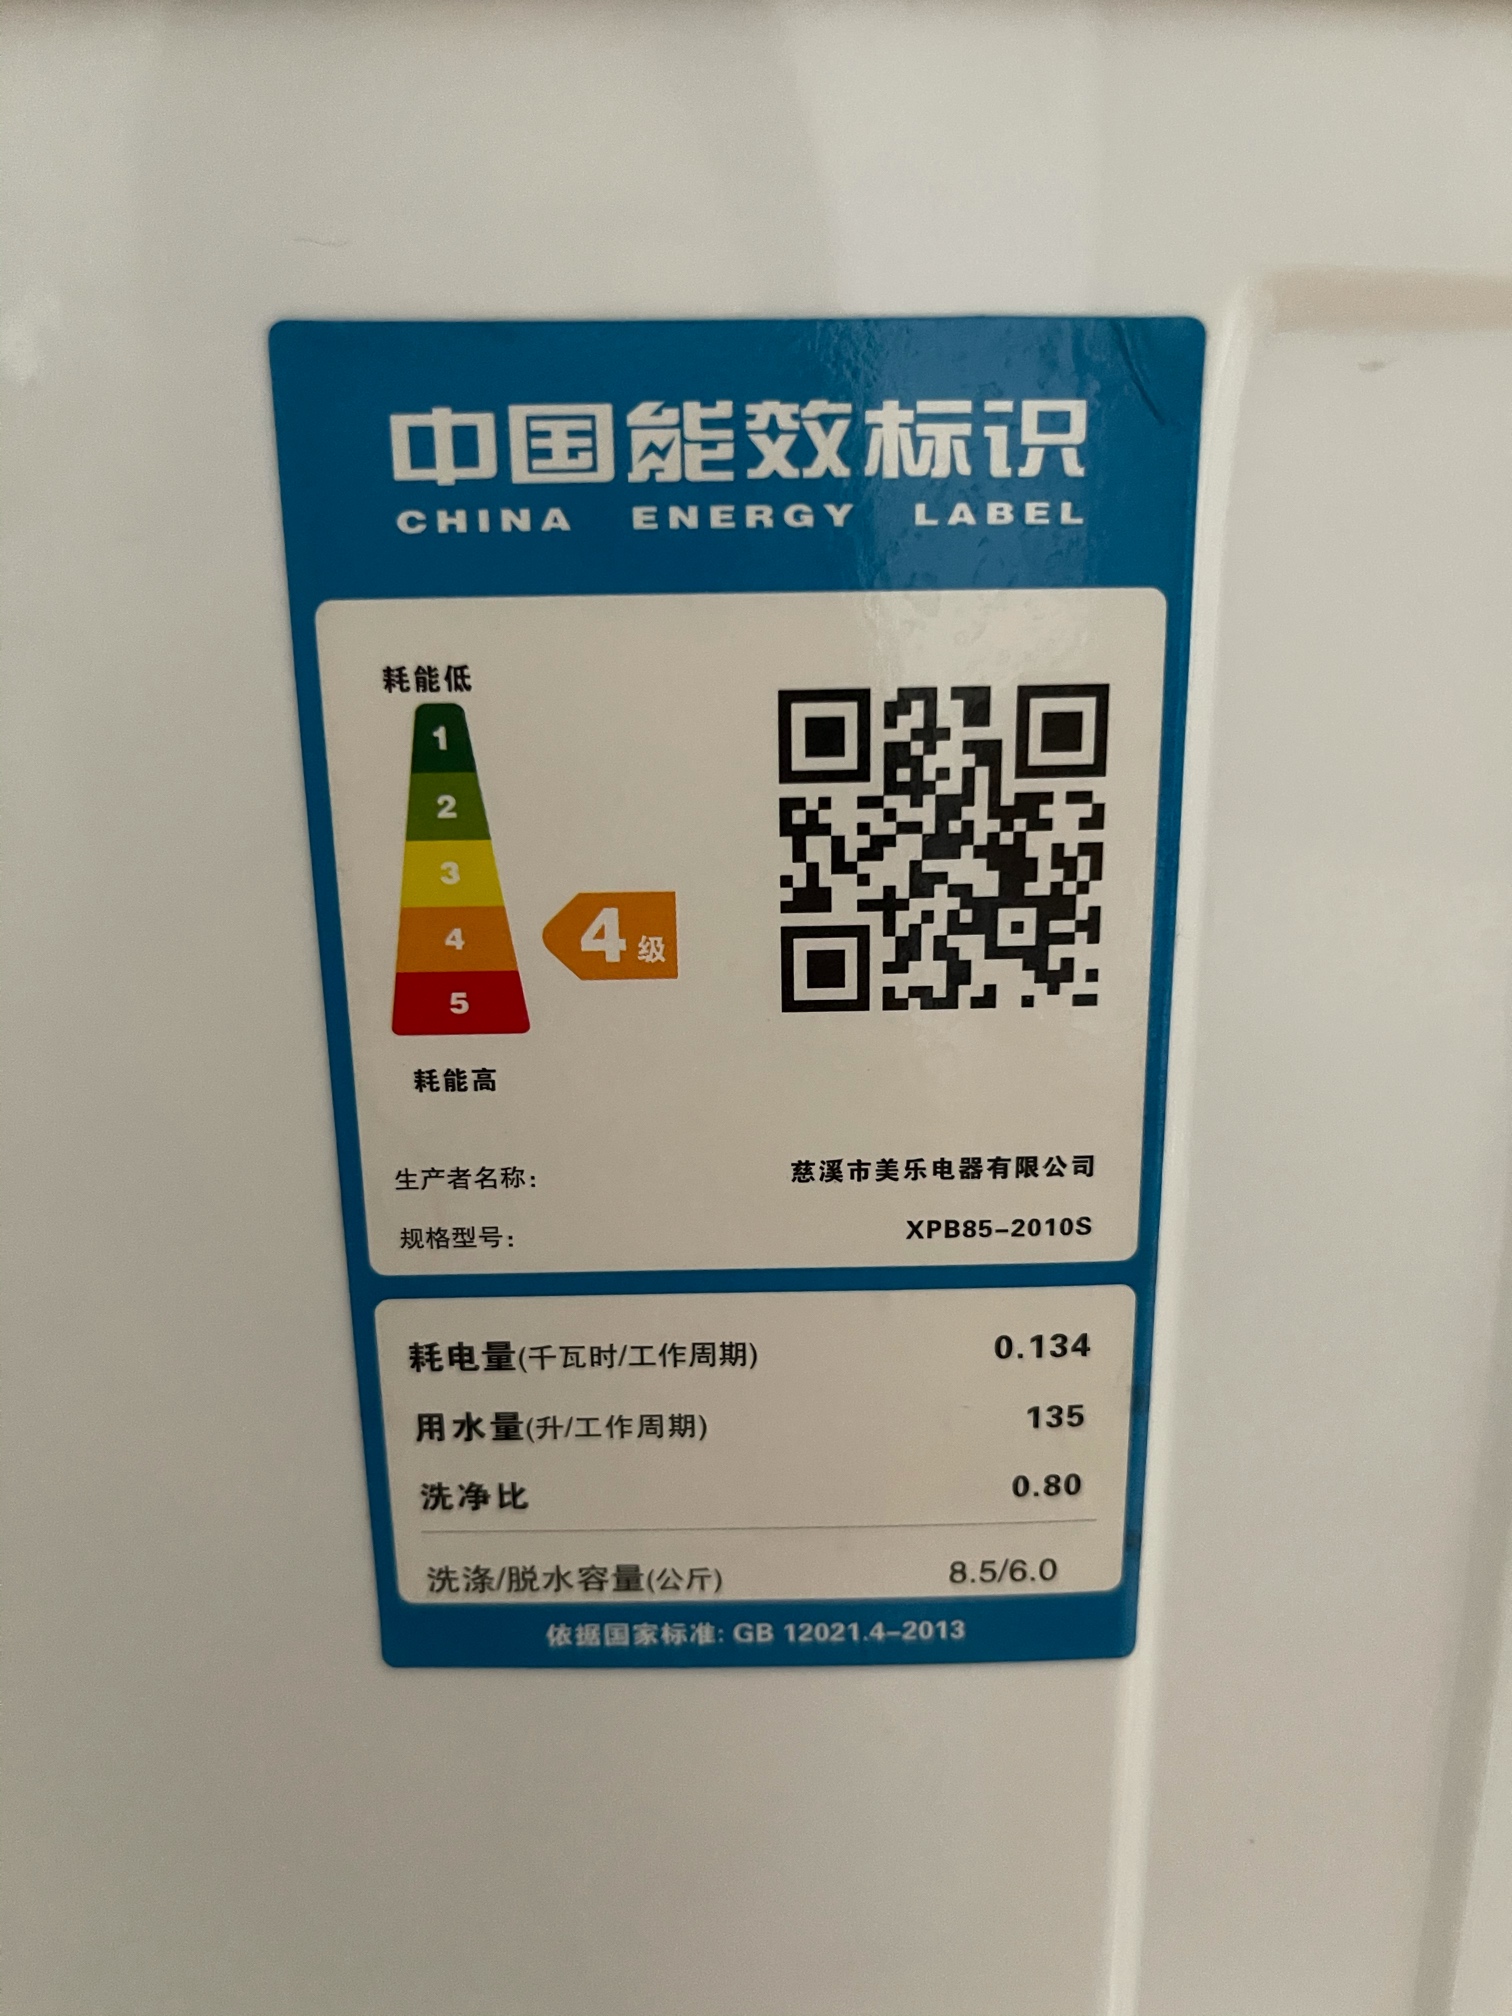 中国能效标识
CHINA ENERGY LABEL
耗能低
1
2
3
4
4级
5
耗能高
生产者名称： 慈溪市美乐电器有限公司
规格型号： XPB85-2010S
耗电量(千瓦时/工作周期) 0.134
用水量(升/工作周期) 135
洗净比 0.80
洗涤/脱水容量(公斤) 8.5/6.0
依据国家标准: GB 12021.4-2013